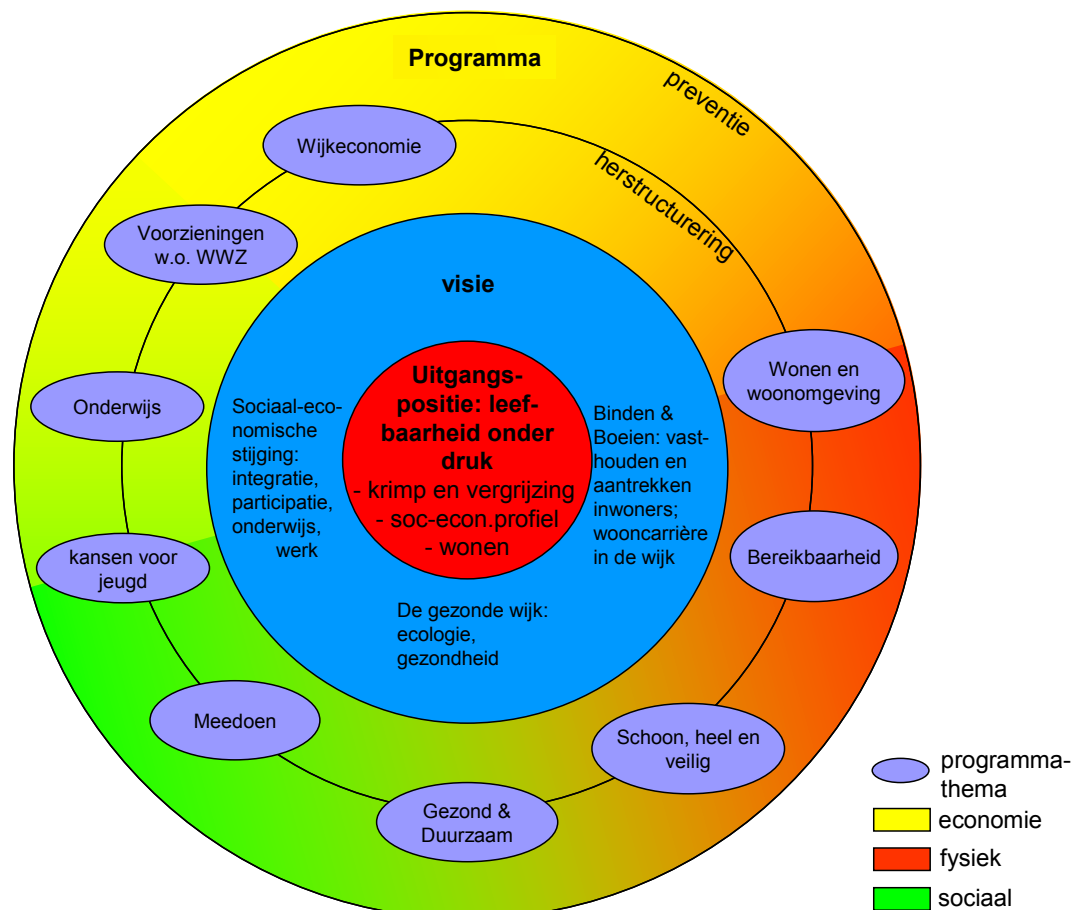 Programma
preventie
herstructurering
Wijkeconomie
Voorzieningen
w.o. WWZ
Onderwijs
kansen voor
jeugd
Meedoen
Gezond &
Duurzaam
Schoon, heel en
veilig
Bereikbaarheid
Wonen en
woonomgeving
visie
Sociaal-eco-
nomische
stijging:
integratie,
participatie,
onderwijs,
werk
Uitgangs-
positie: leef-
baarheid onder
druk
- krimp en vergrijzing
- soc-econ.profiel
- wonen
Binden &
Boeien: vast-
houden en
aantrekken
inwoners;
wooncarrière
in de wijk
De gezonde wijk:
ecologie,
gezondheid
programma-
thema
economie
fysiek
sociaal